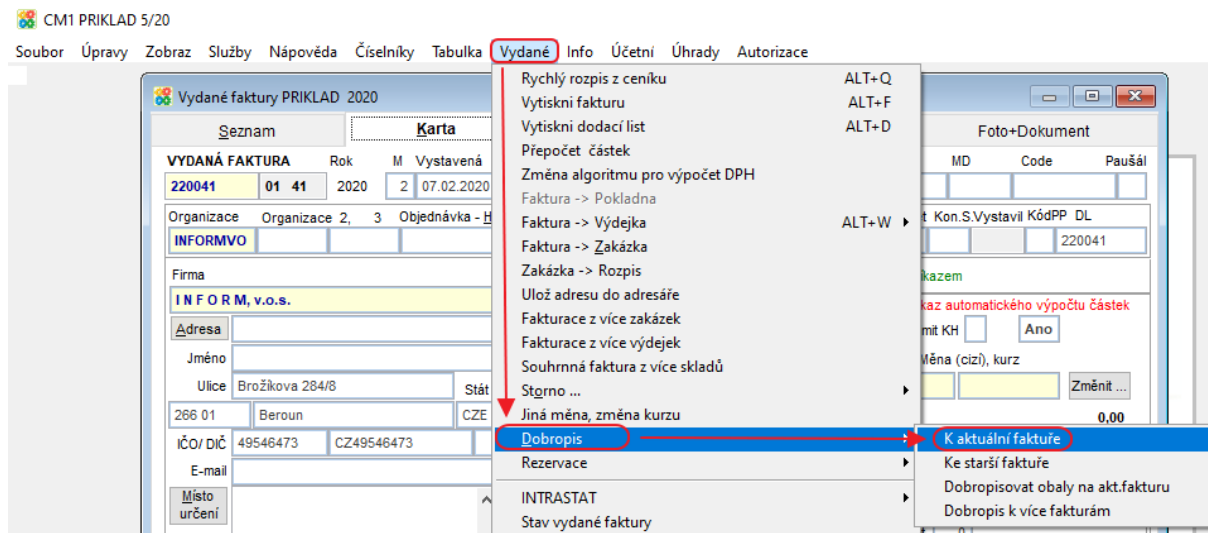 CM1 PRIKLAD 5/20
Soubor Úpravy Zobraz Služby Nápověda Číselníky Tabulka Vydané Info Účetní Úhrady Autorizace
Vydané faktury PRIKLAD 2020
Seznam Karta Foto+Dokument
VYDANÁ FAKTURA Rok M Vystavená MD Code Paušál
220041 01 41 2020 2 07.02.2020
Organizace Organizace 2, 3 Objednávka - H Kon.S.Vystavil KódPP DL
INFORMVO 220041
Firma
I N F O R M, v.o.s.
Adresa
Jméno
Ulice Brožíkova 284/8 Stát
266 01 Beroun CZE
IČO/ DIČ 49546473 CZ49546473
E-mail
Místo
určení
Rychlý rozpis z ceníku ALT+Q
Vytiskni fakturu ALT+F
Vytiskni dodací list ALT+D
Přepočet částek
Změna algoritmu pro výpočet DPH
Faktura -> Pokladna
Faktura -> Výdejka ALT+W
Faktura -> Zakázka
Zakázka -> Rozpis
Ulož adresu do adresáře
Fakturace z více zakázek
Fakturace z více výdejek
Souhrnná faktura z více skladů
Storno ...
Jiná měna, změna kurzu
Dobropis
Rezervace
INTRASTAT
Stav vydané faktury
automatického výpočtu částek
KH Ano
Měna (cizí), kurz
Změnit ...
0,00
K aktuální faktuře
Ke starší faktuře
Dobropisovat obaly na akt.fakturu
Dobropis k více fakturám